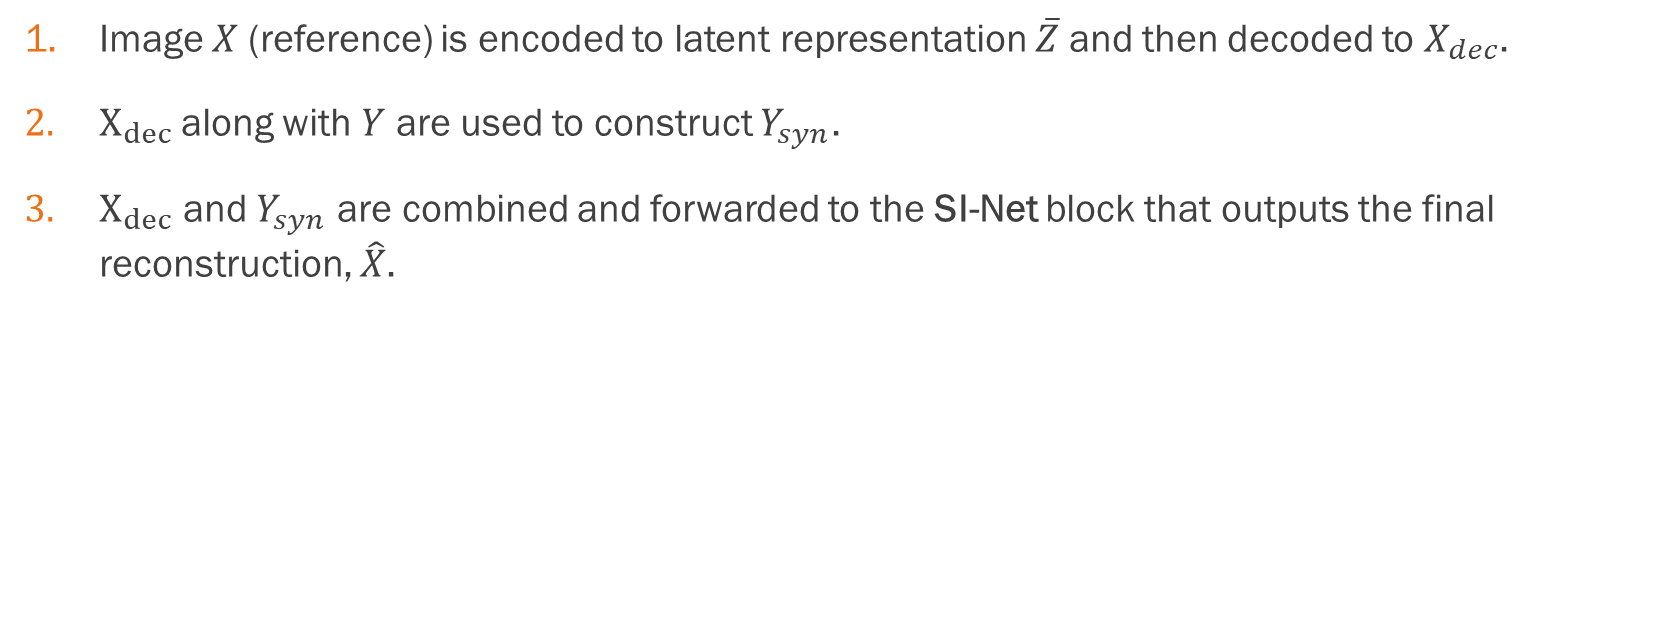 1. Image X (reference) is encoded to latent representation Z̄ and then decoded to X_dec.
2. X_dec along with Y are used to construct Y_syn.
3. X_dec and Y_syn are combined and forwarded to the SI-Net block that outputs the final
reconstruction, X̂.